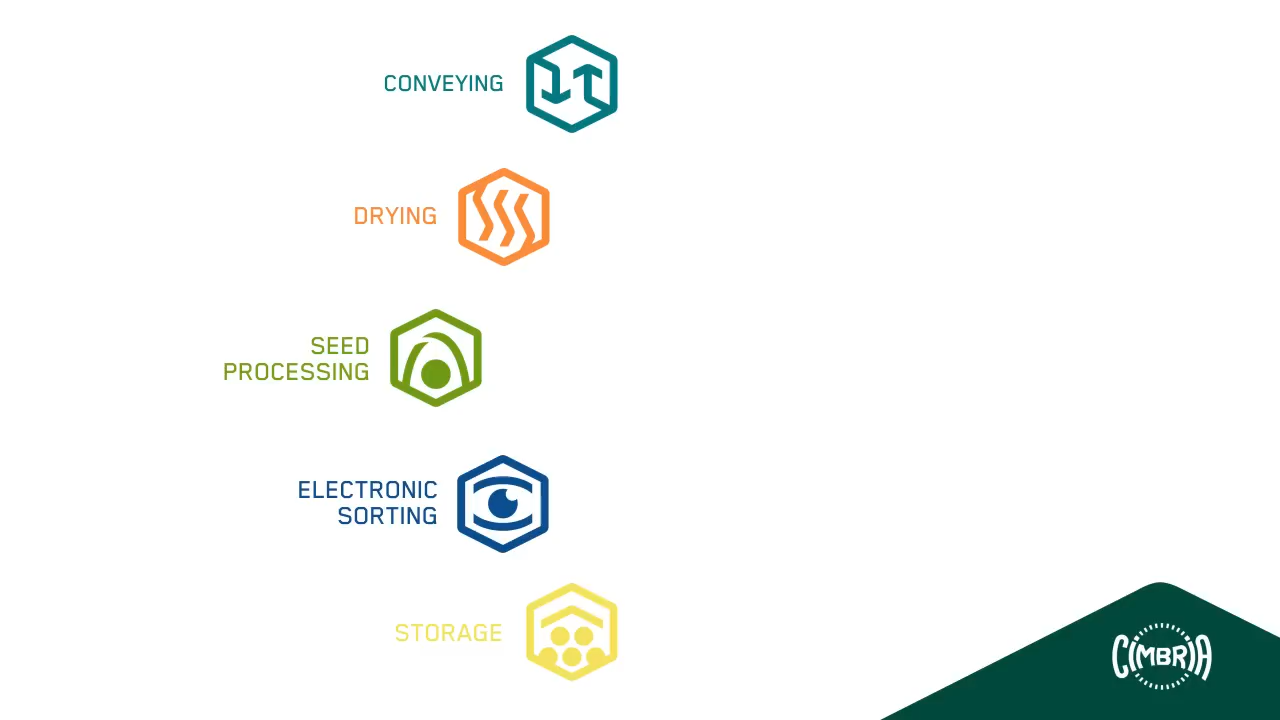 CONVEYING
DRYING
SEED
PROCESSING
ELECTRONIC
SORTING
STORAGE
CIMBRIA